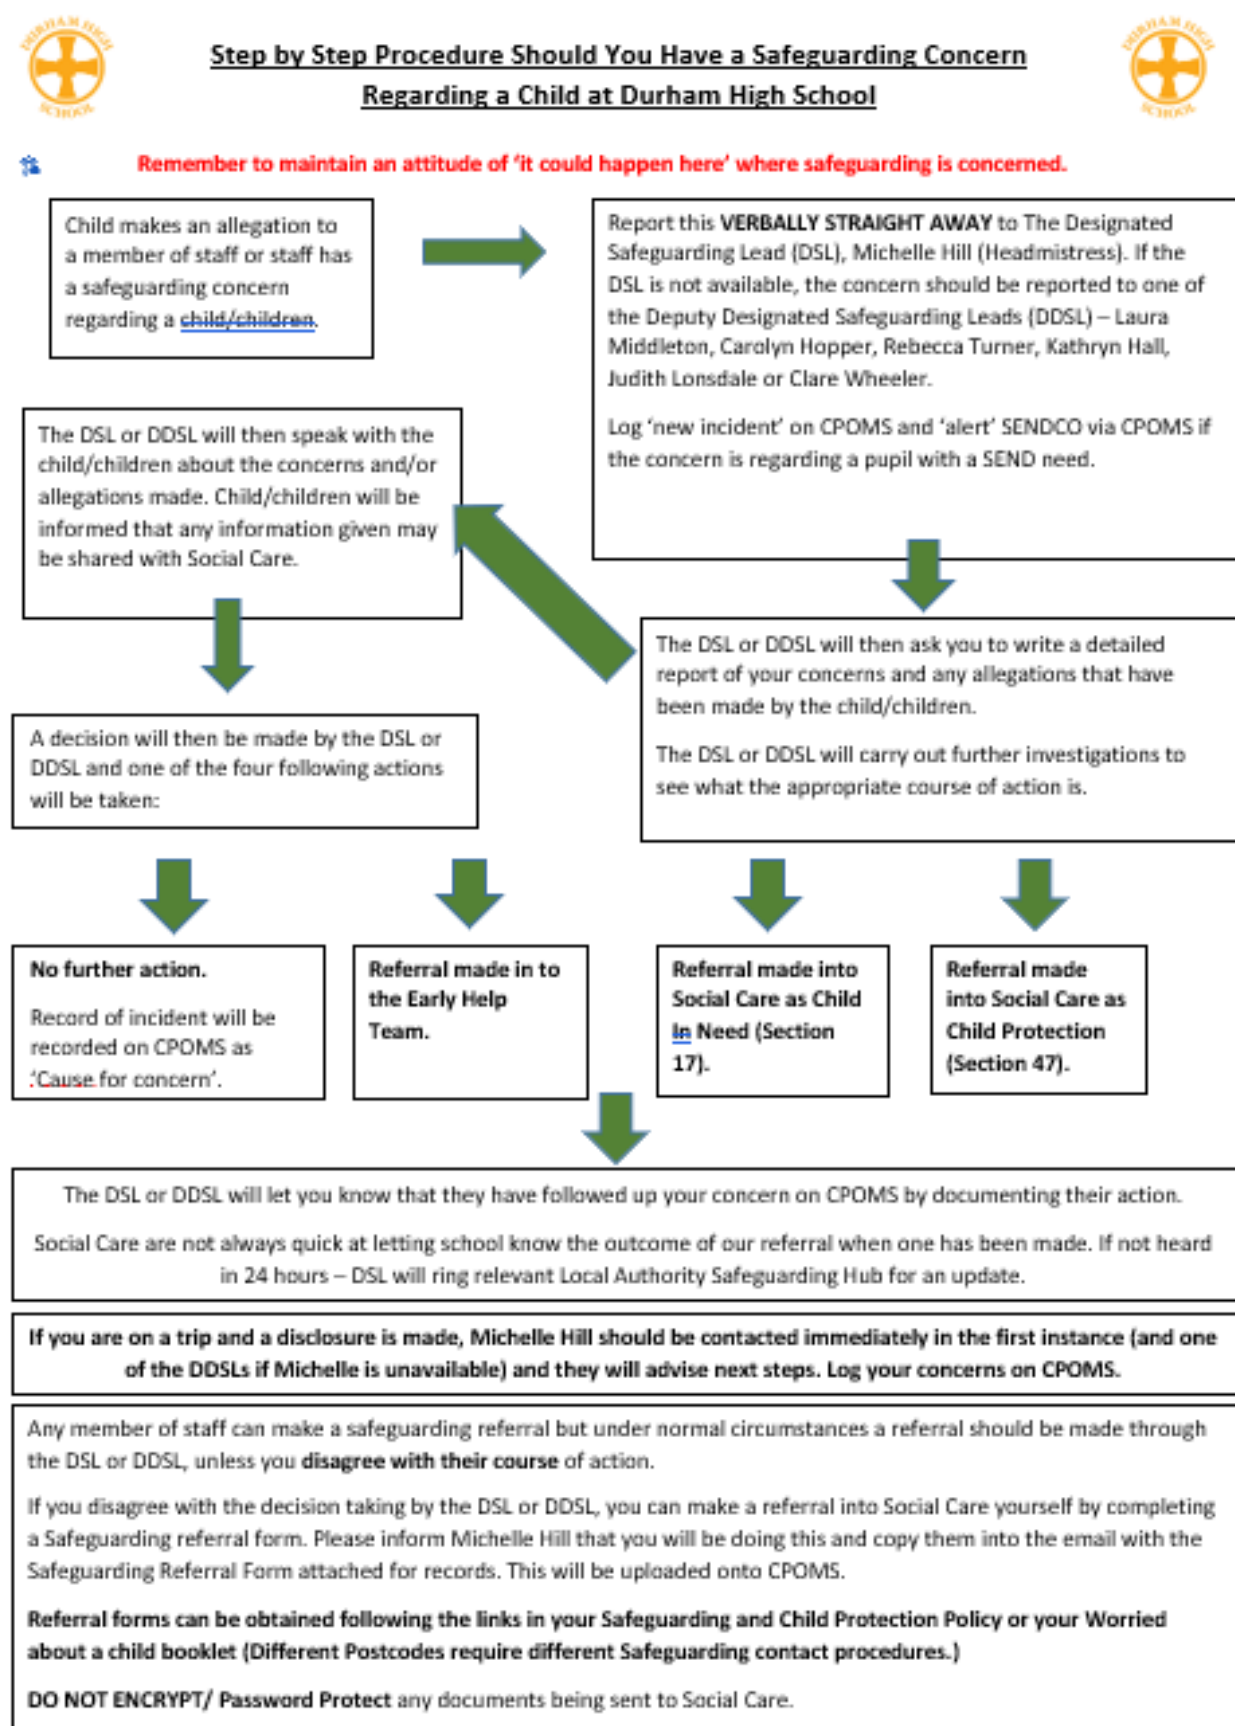 DURHAM HIGH
SCHOOL
Step by Step Procedure Should You Have a Safeguarding Concern
Regarding a Child at Durham High School
DURHAM HIGH
SCHOOL
Remember to maintain an attitude of ‘it could happen here’ where safeguarding is concerned.
Child makes an allegation to
a member of staff or staff has
a safeguarding concern
regarding a child/children.
Report this VERBALLY STRAIGHT AWAY to The Designated
Safeguarding Lead (DSL), Michelle Hill (Headmistress). If the
DSL is not available, the concern should be reported to one of
the Deputy Designated Safeguarding Leads (DDSL) – Laura
Middleton, Carolyn Hopper, Rebecca Turner, Kathryn Hall,
Judith Lonsdale or Clare Wheeler.
Log ‘new incident’ on CPOMS and ‘alert’ SENDCO via CPOMS if
the concern is regarding a pupil with a SEND need.
The DSL or DDSL will then ask you to write a detailed
report of your concerns and any allegations that have
been made by the child/children.
The DSL or DDSL will carry out further investigations to
see what the appropriate course of action is.
The DSL or DDSL will then speak with the
child/children about the concerns and/or
allegations made. Child/children will be
informed that any information given may
be shared with Social Care.
A decision will then be made by the DSL or
DDSL and one of the four following actions
will be taken:
No further action.
Record of incident will be
recorded on CPOMS as
‘Cause for concern’.
Referral made in to
the Early Help
Team.
Referral made into
Social Care as Child
In Need (Section
17).
Referral made
into Social Care as
Child Protection
(Section 47).
The DSL or DDSL will let you know that they have followed up your concern on CPOMS by documenting their action.
Social Care are not always quick at letting school know the outcome of our referral when one has been made. If not heard
in 24 hours – DSL will ring relevant Local Authority Safeguarding Hub for an update.
If you are on a trip and a disclosure is made, Michelle Hill should be contacted immediately in the first instance (and one
of the DDSLs if Michelle is unavailable) and they will advise next steps. Log your concerns on CPOMS.
Any member of staff can make a safeguarding referral but under normal circumstances a referral should be made through
the DSL or DDSL, unless you disagree with their course of action.
If you disagree with the decision taking by the DSL or DDSL, you can make a referral into Social Care yourself by completing
a Safeguarding referral form. Please inform Michelle Hill that you will be doing this and copy them into the email with the
Safeguarding Referral Form attached for records. This will be uploaded onto CPOMS.
Referral forms can be obtained following the links in your Safeguarding and Child Protection Policy or your Worried
about a child booklet (Different Postcodes require different Safeguarding contact procedures.)
DO NOT ENCRYPT/ Password Protect any documents being sent to Social Care.